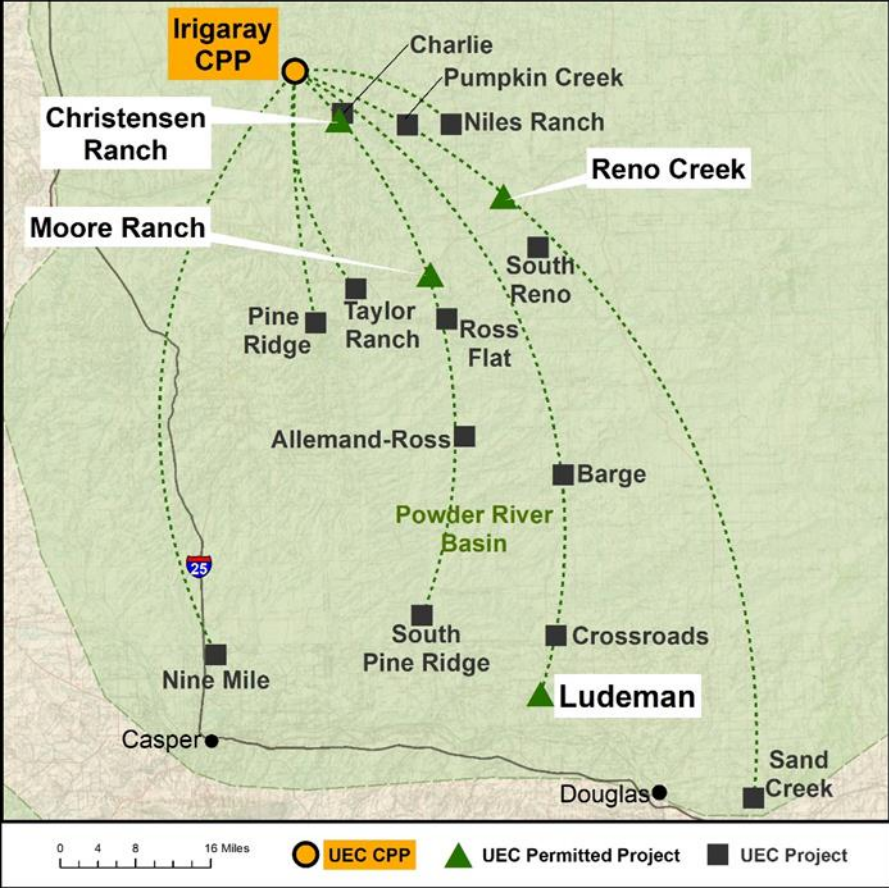 Irigaray
CPP
Charlie
Pumpkin Creek
Christensen
Ranch
Niles Ranch
Reno Creek
Moore Ranch
South
Reno
Pine
Ridge
Taylor
Ranch
Ross
Flat
Allemand-Ross
Barge
Powder River
Basin
25
South
Pine Ridge
Crossroads
Nine Mile
Ludeman
Casper
Sand
Creek
Douglas
0 4 8 16 Miles
UEC CPP
UEC Permitted Project
UEC Project